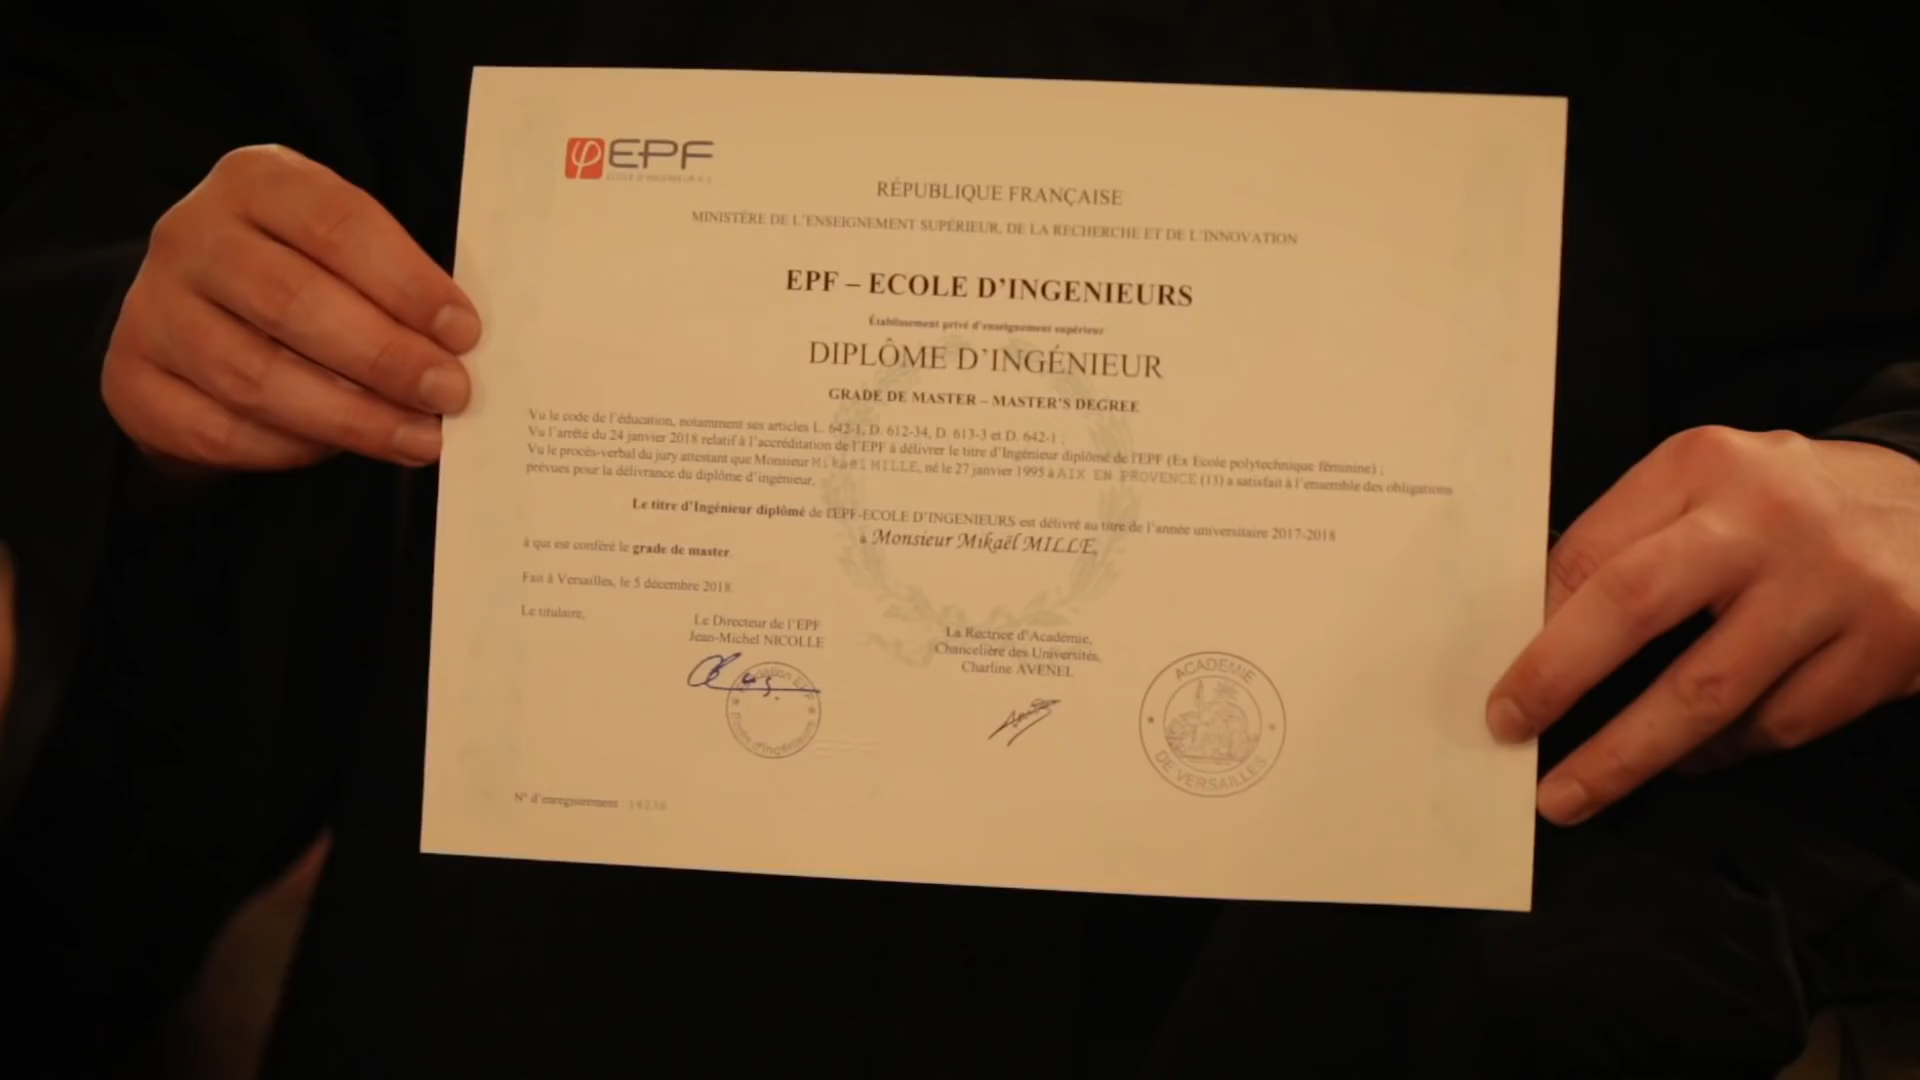 EPF
RÉPUBLIQUE FRANÇAISE
MINISTÈRE DE L'ENSEIGNEMENT SUPÉRIEUR, DE LA RECHERCHE ET DE L'INNOVATION
EPF – ECOLE D'INGENIEURS
Établissement privé d'enseignement supérieur
DIPLÔME D'INGÉNIEUR
GRADE DE MASTER – MASTER'S DEGREE
Vu le code de l'éducation, notamment ses articles L. 642-1, D. 612-34, D. 613-3 et D. 642-1 ;
Vu l'arrêté du 24 janvier 2018 relatif à l'accréditation de l'EPF à délivrer le titre d'Ingénieur diplômé de l'EPF (Ex Ecole polytechnique féminine) ;
Vu le procès-verbal du jury attestant que Monsieur Mikaël MILLE, né le 27 janvier 1995 à AIX EN PROVENCE (13) a satisfait à l'ensemble des obligations
prévues pour la délivrance du diplôme d'ingénieur,
Le titre d'Ingénieur diplômé de l'EPF-ECOLE D'INGENIEURS est délivré au titre de l'année universitaire 2017-2018
à Monsieur Mikaël MILLE,
à qui est conféré le grade de master.
Fait à Versailles, le 5 décembre 2018
Le titulaire,
Le Directeur de l'EPF
Jean-Michel NICOLLE
La Rectrice d'Académie,
Chancelière des Universités,
Charline AVENEL
EPF
d'Ingénieurs
ACADEMIE
DE VERSAILLES
N° d'enregistrement